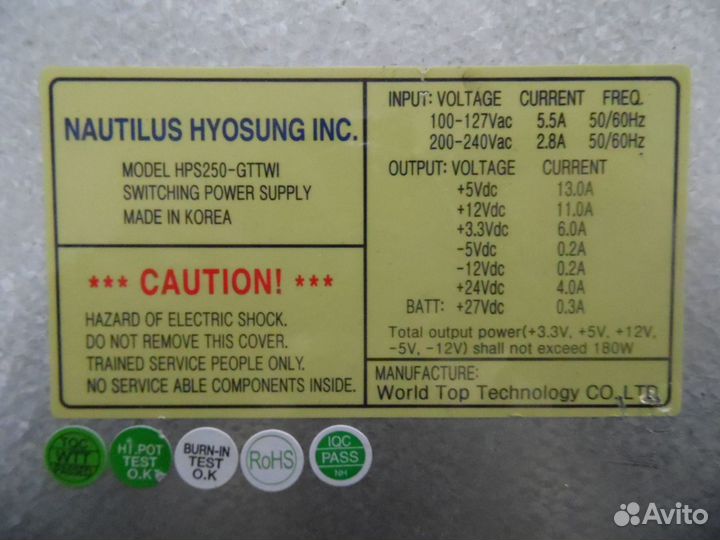 NAUTILUS HYOSUNG INC.
MODEL HPS250-GTTWI
SWITCHING POWER SUPPLY
MADE IN KOREA
*** CAUTION! ***
HAZARD OF ELECTRIC SHOCK.
DO NOT REMOVE THIS COVER.
TRAINED SERVICE PEOPLE ONLY.
NO SERVICE ABLE COMPONENTS INSIDE.
INPUT: VOLTAGE CURRENT FREQ.
100-127Vac 5.5A 50/60Hz
200-240Vac 2.8A 50/60Hz
OUTPUT: VOLTAGE CURRENT
+5Vdc 13.0A
+12Vdc 11.0A
+3.3Vdc 6.0A
-5Vdc 0.2A
-12Vdc 0.2A
+24Vdc 4.0A
BATT: +27Vdc 0.3A
Total output power(+3.3V, +5V, +12V,
-5V, -12V) shall not exceed 180W
MANUFACTURE:
World Top Technology CO.,LTD
TQC
WTT
PASSED
HI.POT
TEST
O.K
BURN-IN
TEST
O.K
RoHS
IQC
PASS
NH
Avito